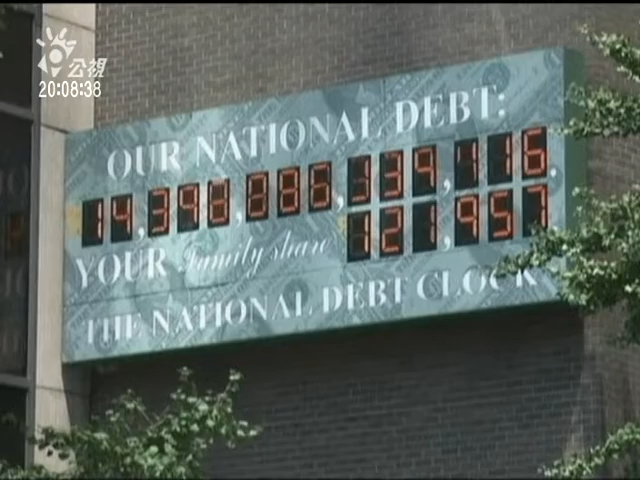 公視
20:08:38
OUR NATIONAL DEBT:
14,398,886,139,116.
YOUR Family share 121,957
THE NATIONAL DEBT CLOCK